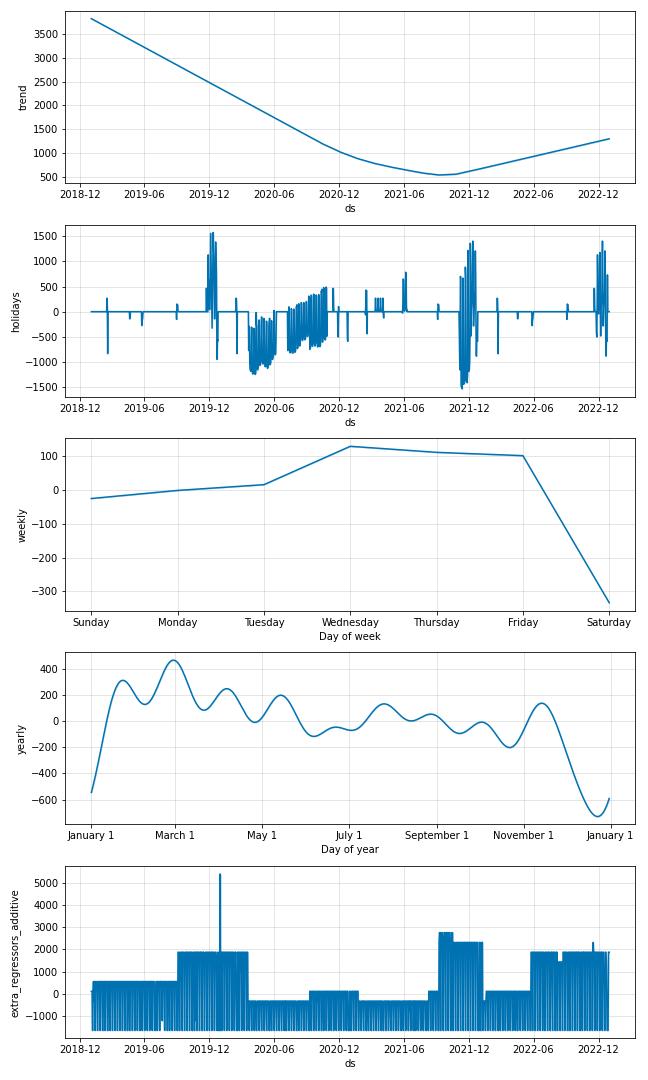 3500
3000
2500
2000
1500
1000
500
trend
2018-12 2019-06 2019-12 2020-06 2020-12 2021-06 2021-12 2022-06 2022-12
ds
1500
1000
500
0
−500
−1000
−1500
holidays
2018-12 2019-06 2019-12 2020-06 2020-12 2021-06 2021-12 2022-06 2022-12
ds
100
0
−100
−200
−300
weekly
Sunday Monday Tuesday Wednesday Thursday Friday Saturday
Day of week
400
200
0
−200
−400
−600
yearly
January 1 March 1 May 1 July 1 September 1 November 1 January 1
Day of year
5000
4000
3000
2000
1000
0
−1000
extra_regressors_additive
2018-12 2019-06 2019-12 2020-06 2020-12 2021-06 2021-12 2022-06 2022-12
ds